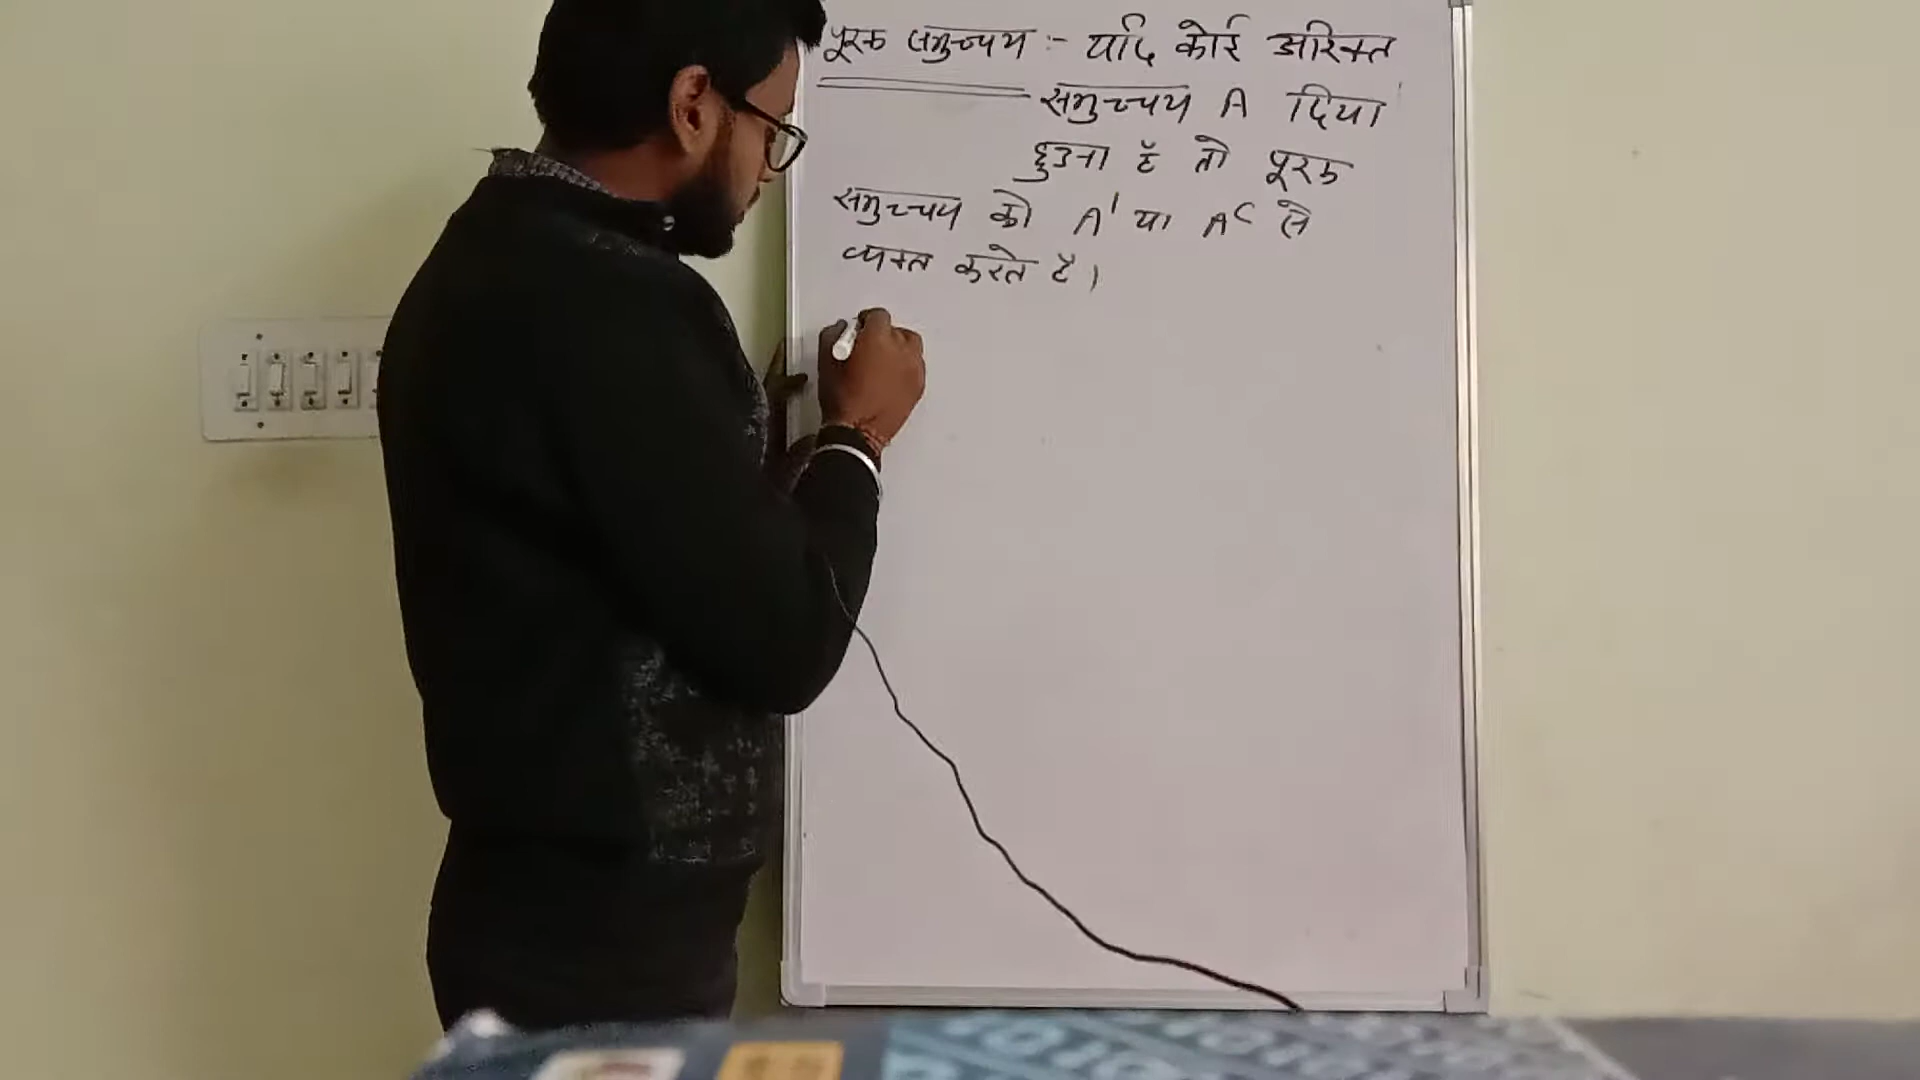 पूरक समुच्चय :- यदि कोई अरिक्त
समुच्चय A दिया
हुआ है तो पूरक
समुच्चय को A' या A^c से
व्यक्त करते है।